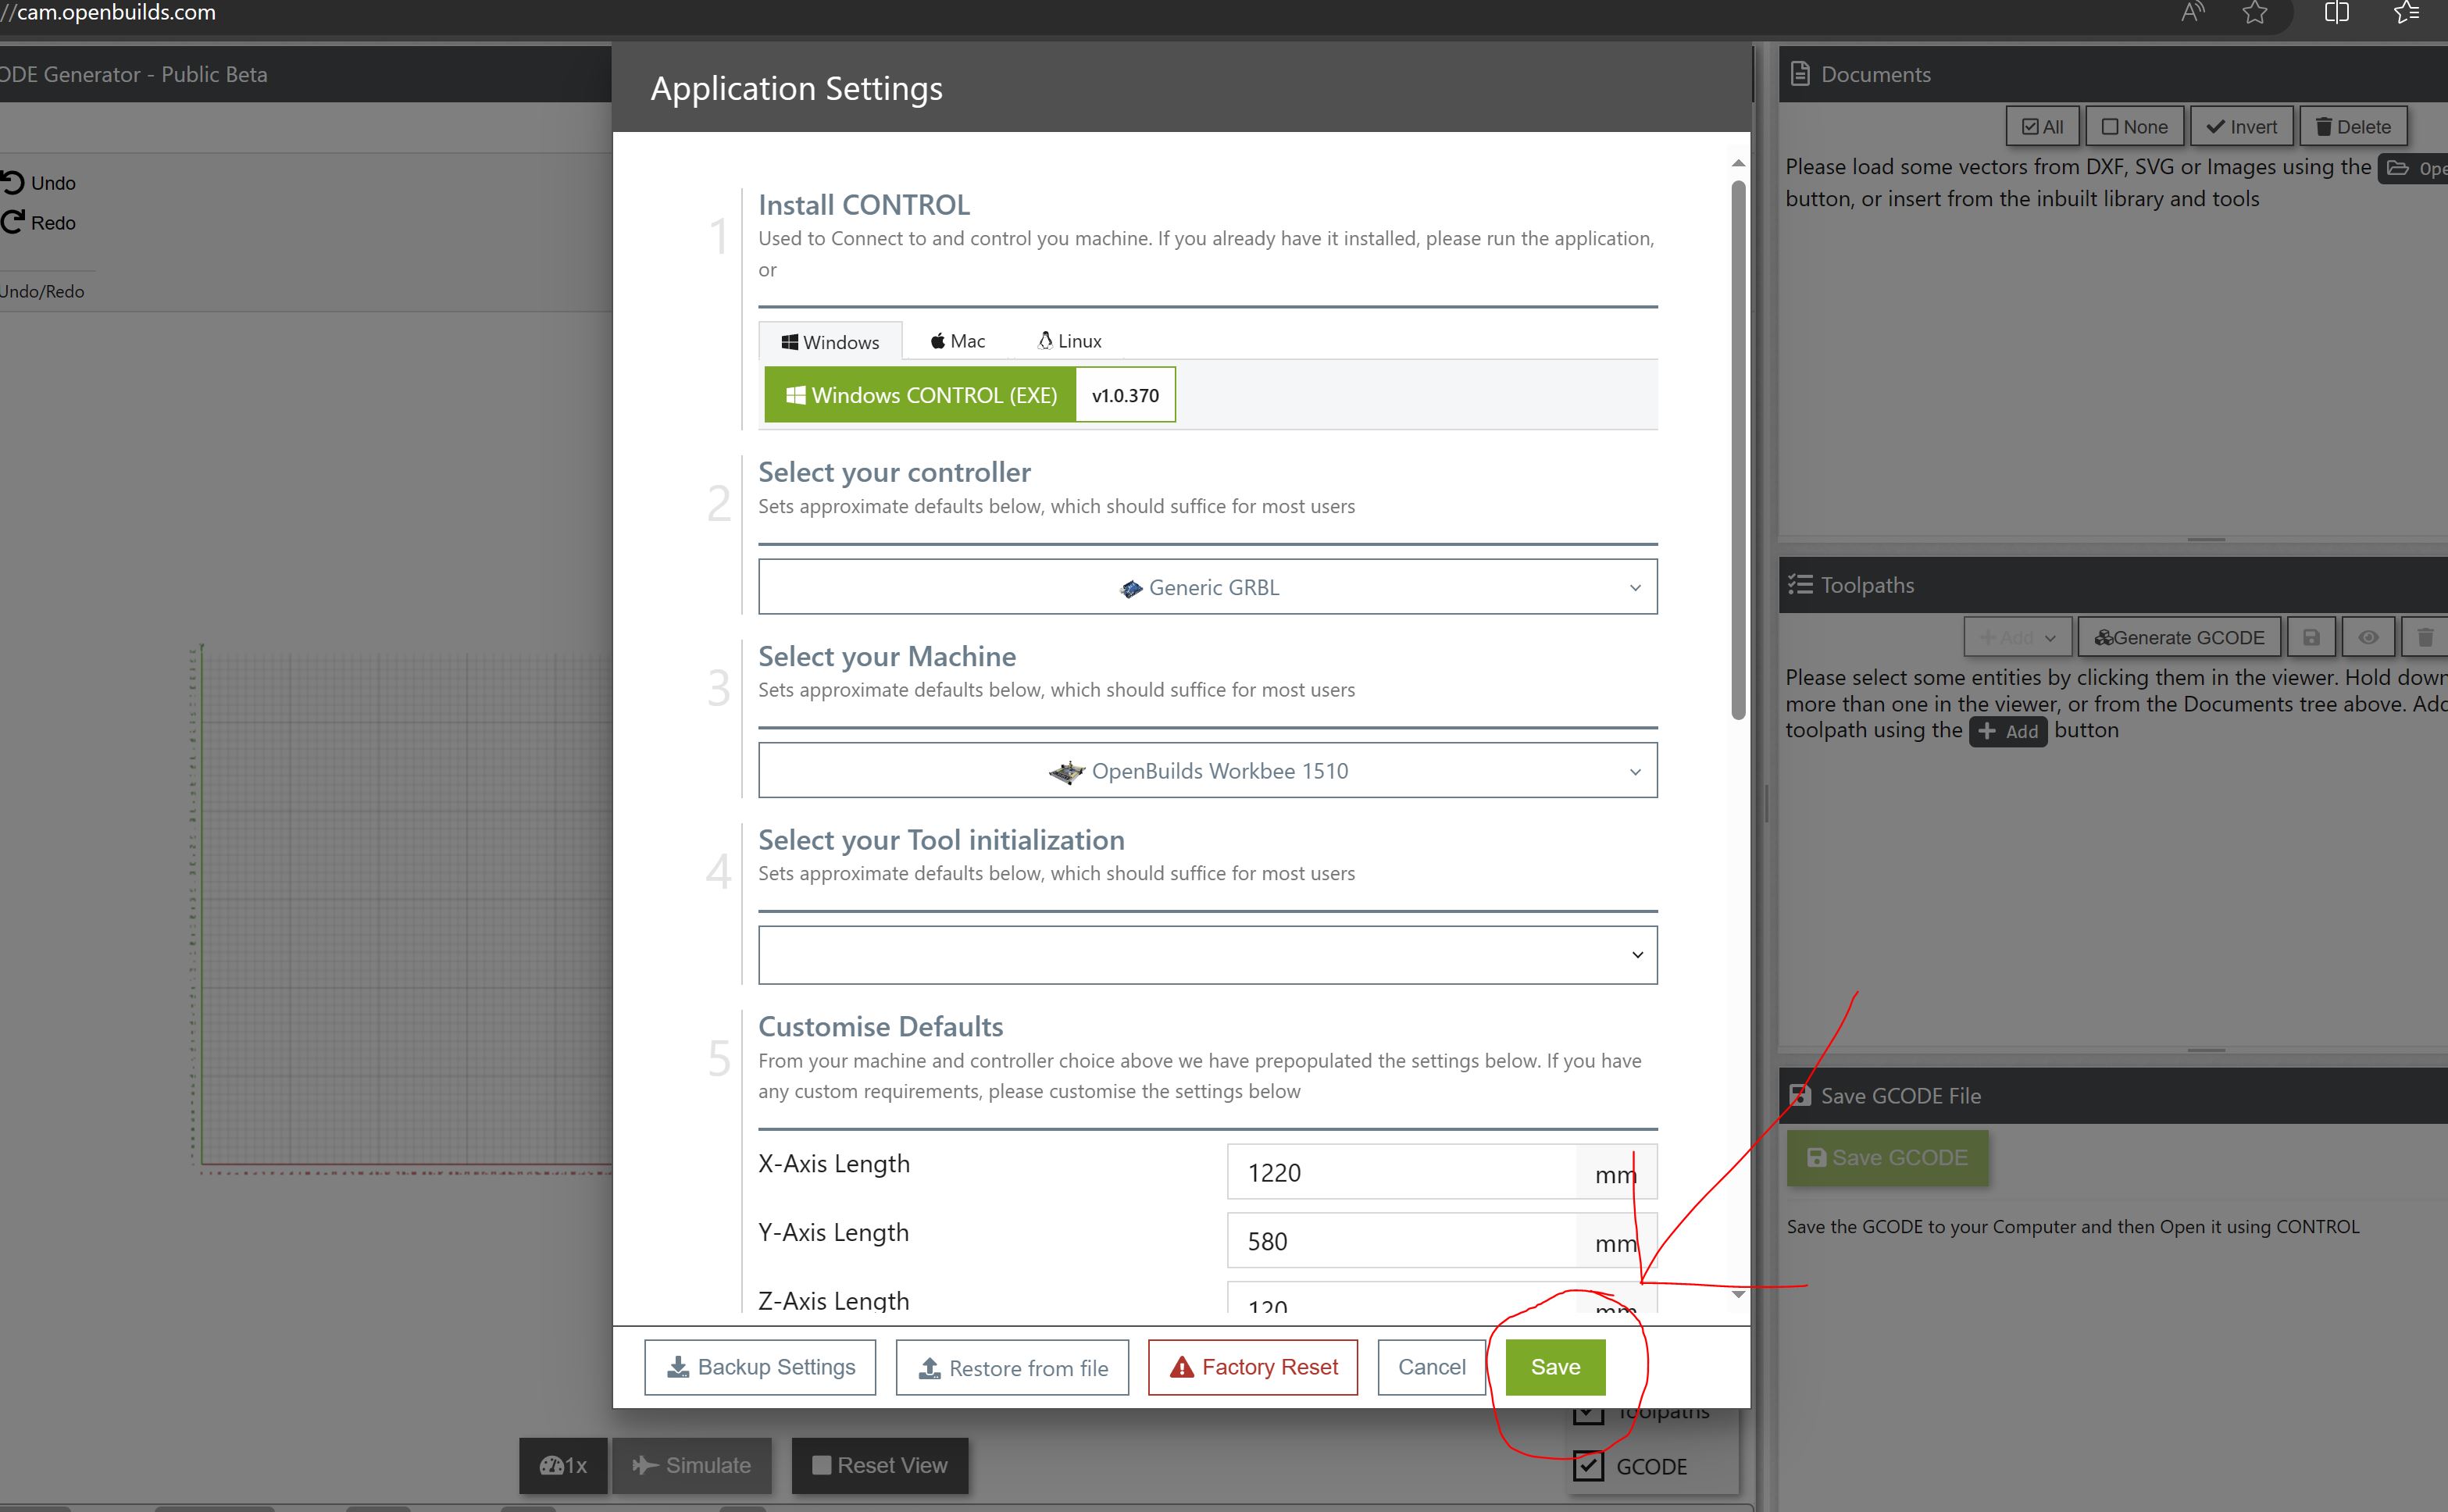 //cam.openbuilds.com
ODE Generator - Public Beta
Undo
Redo
Undo/Redo
Application Settings
1
Install CONTROL
Used to Connect to and control you machine. If you already have it installed, please run the application,
or
Windows
Mac
Linux
Windows CONTROL (EXE)
v1.0.370
2
Select your controller
Sets approximate defaults below, which should suffice for most users
Generic GRBL
3
Select your Machine
Sets approximate defaults below, which should suffice for most users
OpenBuilds Workbee 1510
4
Select your Tool initialization
Sets approximate defaults below, which should suffice for most users
5
Customise Defaults
From your machine and controller choice above we have prepopulated the settings below. If you have
any custom requirements, please customise the settings below
X-Axis Length 1220 mm
Y-Axis Length 580 mm
Z-Axis Length 120 mm
Backup Settings
Restore from file
Factory Reset
Cancel
Save
Toolpaths
GCODE
1x
Simulate
Reset View
Documents
All
None
Invert
Delete
Please load some vectors from DXF, SVG or Images using the Ope
button, or insert from the inbuilt library and tools
Toolpaths
Add
Generate GCODE
Please select some entities by clicking them in the viewer. Hold down
more than one in the viewer, or from the Documents tree above. Add
toolpath using the Add button
Save GCODE File
Save GCODE
Save the GCODE to your Computer and then Open it using CONTROL